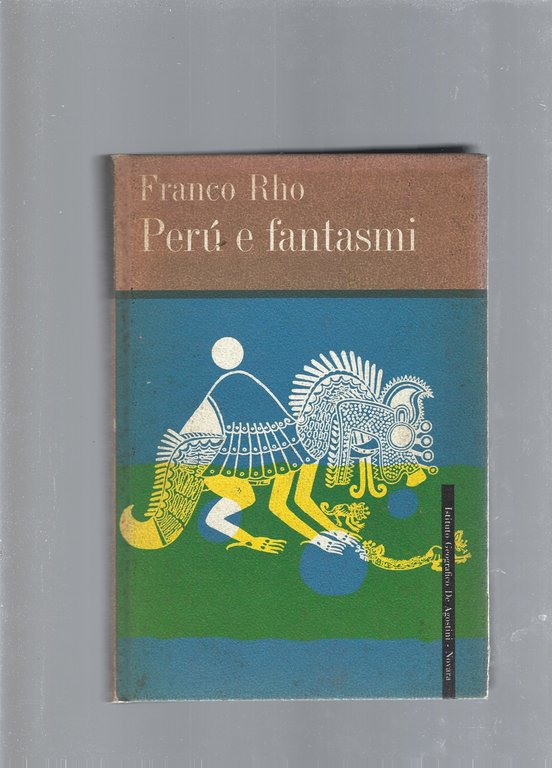 Franco Rho
Perú e fantasmi
Istituto Geografico De Agostini • Novara